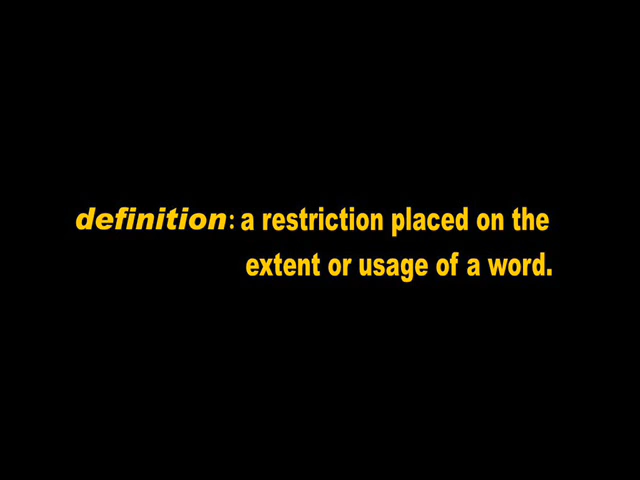 definition: a restriction placed on the
extent or usage of a word.